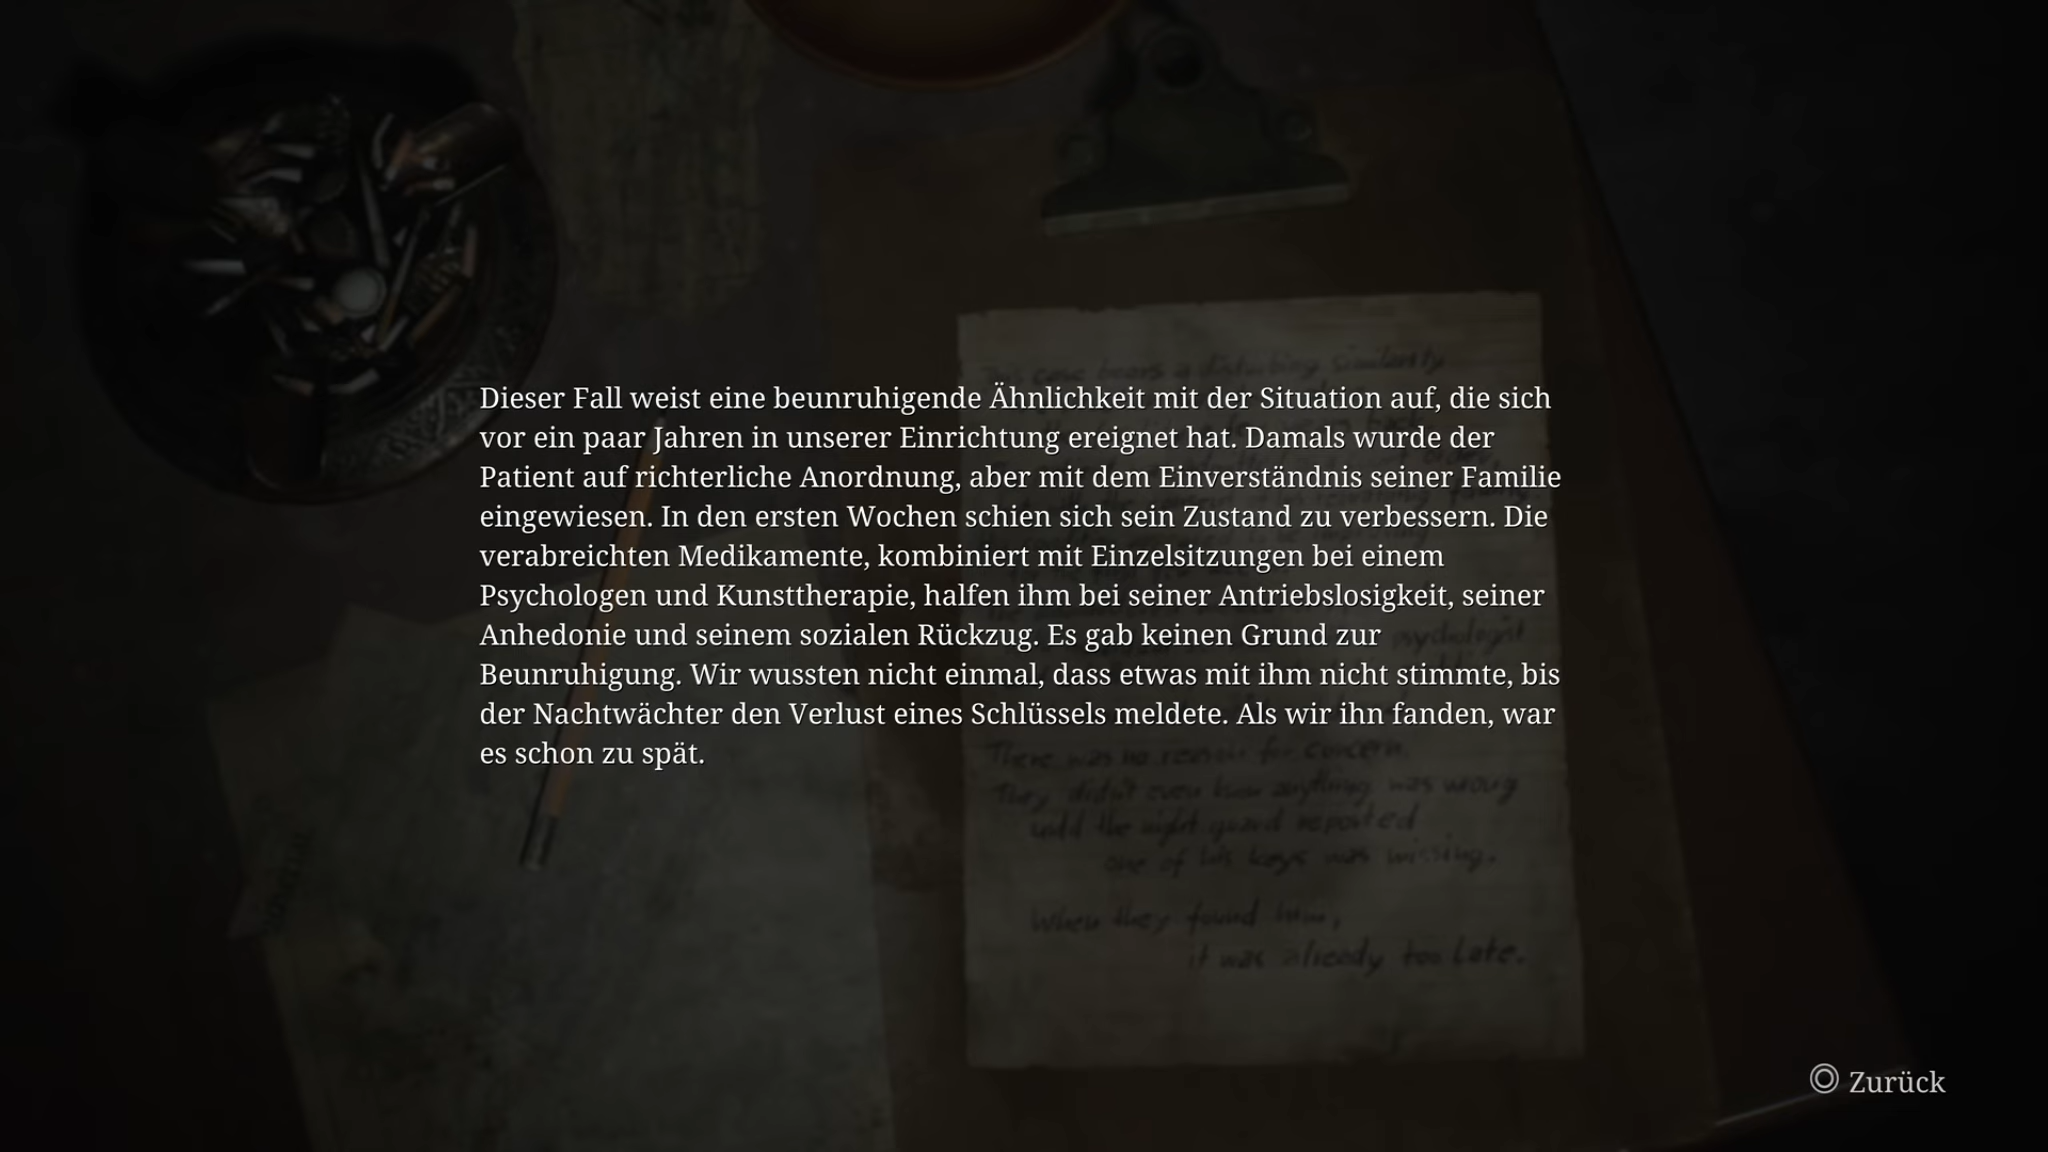 Dieser Fall weist eine beunruhigende Ähnlichkeit mit der Situation auf, die sich
vor ein paar Jahren in unserer Einrichtung ereignet hat. Damals wurde der
Patient auf richterliche Anordnung, aber mit dem Einverständnis seiner Familie
eingewiesen. In den ersten Wochen schien sich sein Zustand zu verbessern. Die
verabreichten Medikamente, kombiniert mit Einzelsitzungen bei einem
Psychologen und Kunsttherapie, halfen ihm bei seiner Antriebslosigkeit, seiner
Anhedonie und seinem sozialen Rückzug. Es gab keinen Grund zur
Beunruhigung. Wir wussten nicht einmal, dass etwas mit ihm nicht stimmte, bis
der Nachtwächter den Verlust eines Schlüssels meldete. Als wir ihn fanden, war
es schon zu spät.
case bears a disturbing similarity
psychologist
There was no reason for concern.
They didn't even know anything was wrong
until the night guard reported
one of his keys was missing.
When they found him,
it was already too late.
Zurück